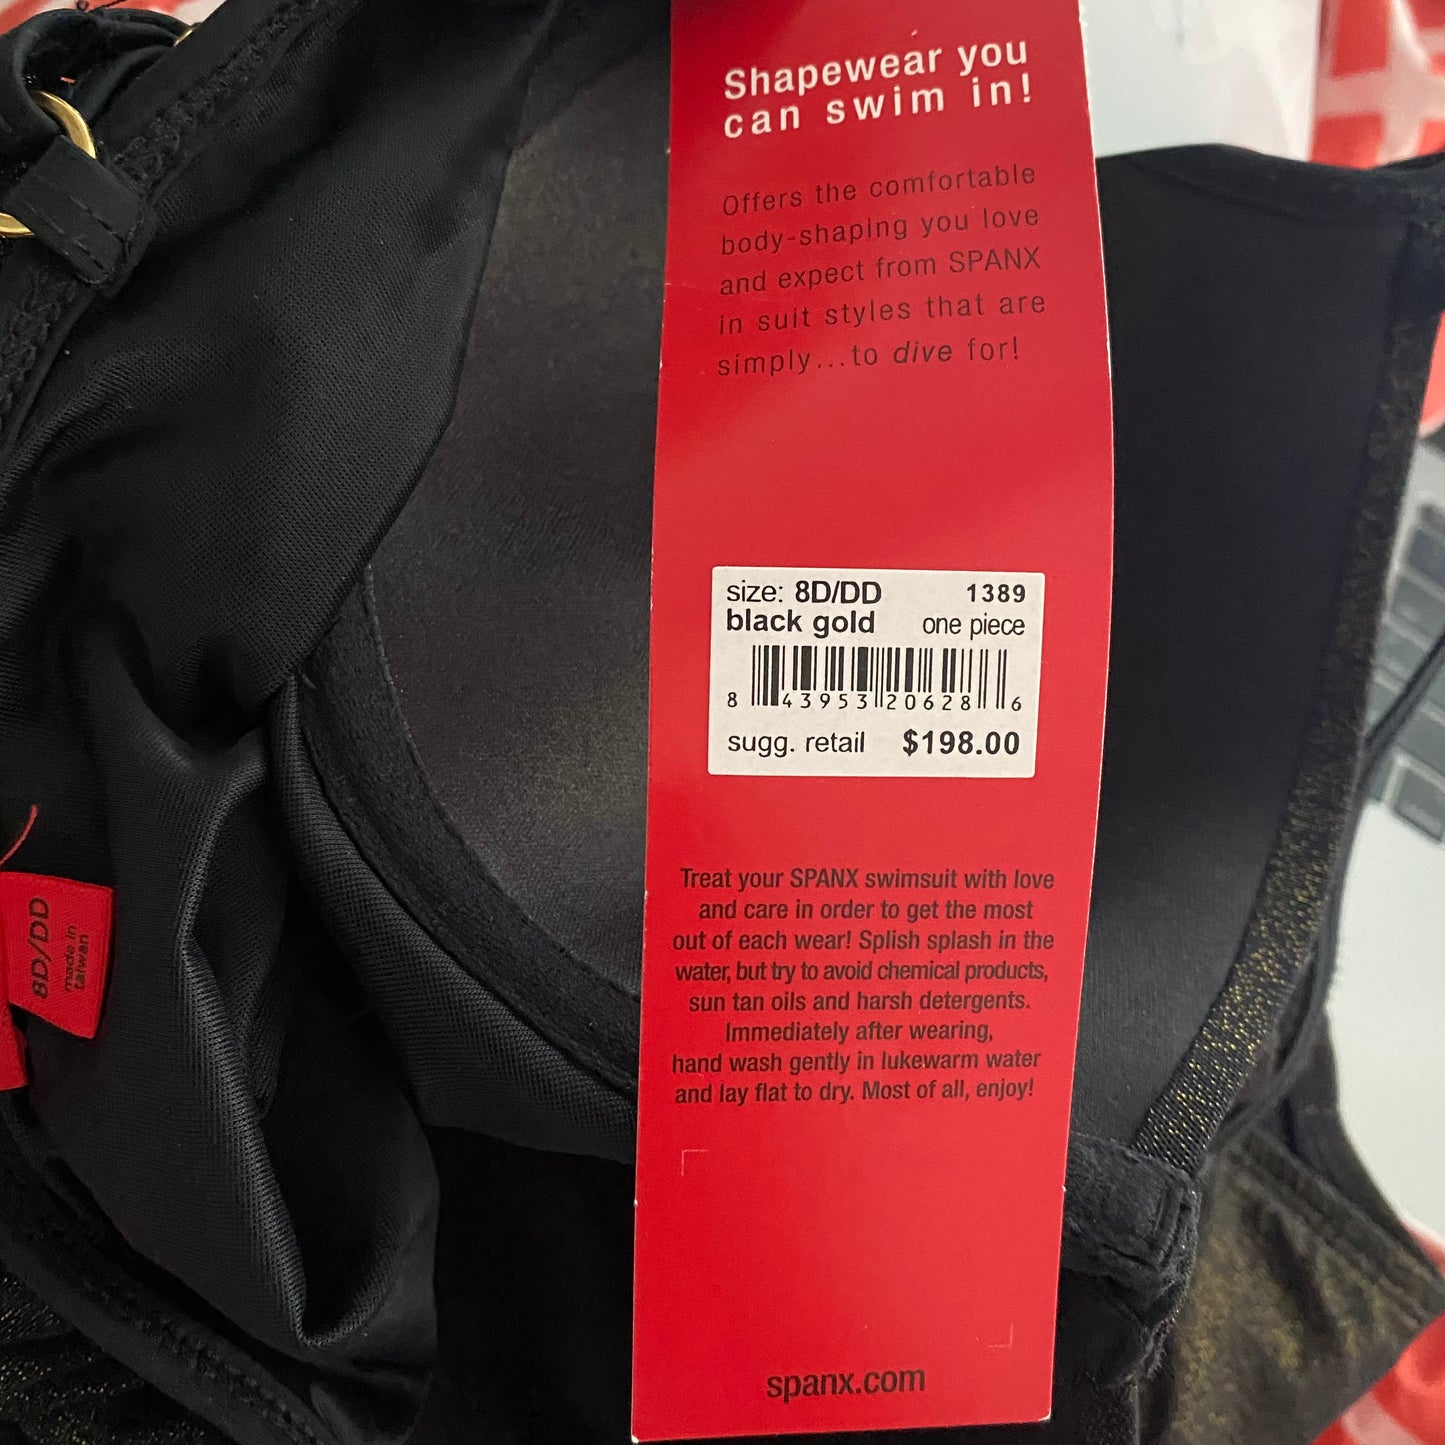 Shapewear you
can swim in!
Offers the comfortable
body-shaping you love
and expect from SPANX
in suit styles that are
simply...to dive for!
size: 8D/DD 1389
black gold one piece
8 43953 20628 6
sugg. retail $198.00
Treat your SPANX swimsuit with love
and care in order to get the most
out of each wear! Splish splash in the
water, but try to avoid chemical products,
sun tan oils and harsh detergents.
Immediately after wearing,
hand wash gently in lukewarm water
and lay flat to dry. Most of all, enjoy!
spanx.com
8D/DD
made in
taiwan